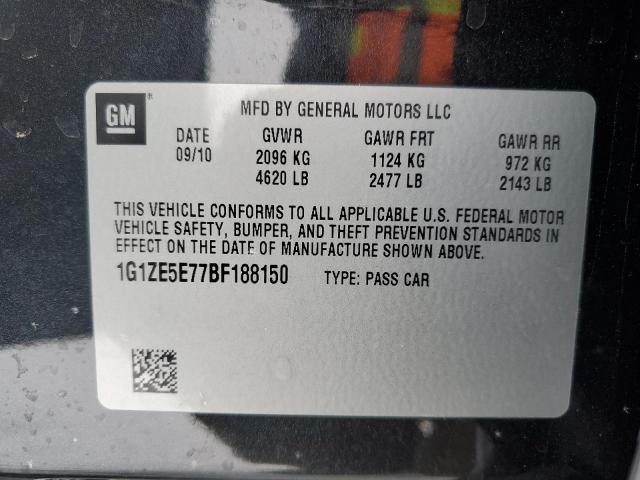 GM
MFD BY GENERAL MOTORS LLC
DATE GVWR GAWR FRT GAWR RR
09/10 2096 KG 1124 KG 972 KG
4620 LB 2477 LB 2143 LB
THIS VEHICLE CONFORMS TO ALL APPLICABLE U.S. FEDERAL MOTOR
VEHICLE SAFETY, BUMPER, AND THEFT PREVENTION STANDARDS IN
EFFECT ON THE DATE OF MANUFACTURE SHOWN ABOVE.
1G1ZE5E77BF188150 TYPE: PASS CAR